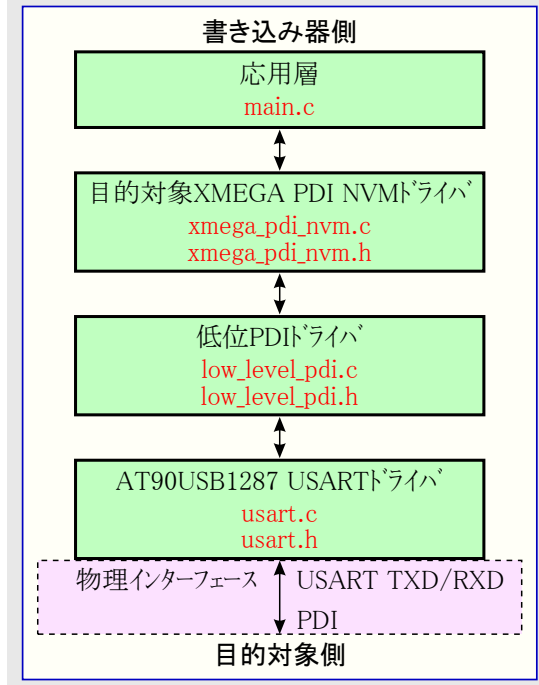 書き込み器側
応用層
main.c
目的対象XMEGA PDI NVMﾄﾞﾗｲﾊﾞ
xmega_pdi_nvm.c
xmega_pdi_nvm.h
低位PDIﾄﾞﾗｲﾊﾞ
low_level_pdi.c
low_level_pdi.h
AT90USB1287 USARTﾄﾞﾗｲﾊﾞ
usart.c
usart.h
物理インターフェース USART TXD/RXD
PDI
目的対象側